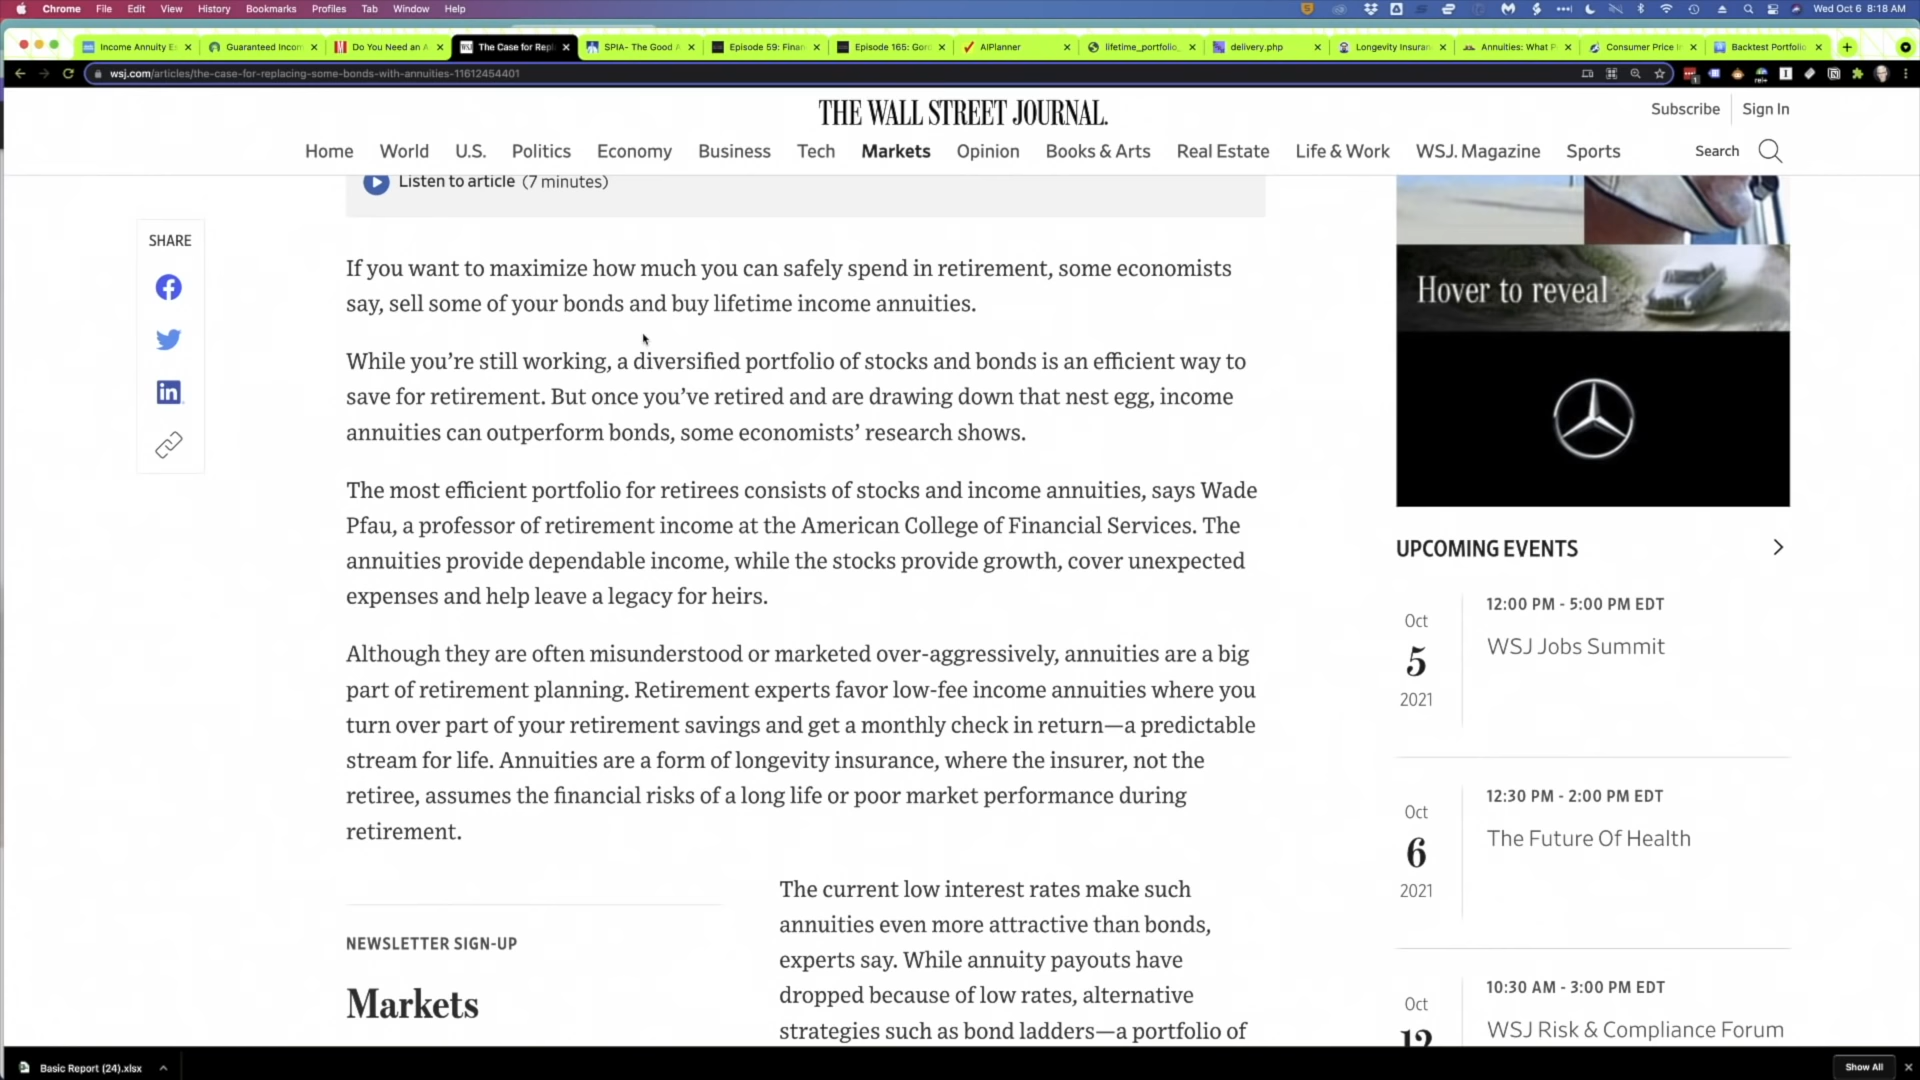 Chrome File Edit View History Bookmarks Profiles Tab Window Help
Wed Oct 6 8:18 AM
Income Annuity Es
Guaranteed Incom
Do You Need an A
The Case for Repl
SPIA- The Good A
Episode 59: Finan
Episode 165: Gor
AIPlanner
lifetime_portfolio_
delivery.php
Longevity Insuran
Annuities: What P
Consumer Price I
Backtest Portfolio
wsj.com/articles/the-case-for-replacing-some-bonds-with-annuities-11612454401
THE WALL STREET JOURNAL.
Subscribe
Sign In
Home World U.S. Politics Economy Business Tech Markets Opinion Books & Arts Real Estate Life & Work WSJ. Magazine Sports
Search
Listen to article (7 minutes)
SHARE
If you want to maximize how much you can safely spend in retirement, some economists
say, sell some of your bonds and buy lifetime income annuities.
While you’re still working, a diversified portfolio of stocks and bonds is an efficient way to
save for retirement. But once you’ve retired and are drawing down that nest egg, income
annuities can outperform bonds, some economists’ research shows.
The most efficient portfolio for retirees consists of stocks and income annuities, says Wade
Pfau, a professor of retirement income at the American College of Financial Services. The
annuities provide dependable income, while the stocks provide growth, cover unexpected
expenses and help leave a legacy for heirs.
Although they are often misunderstood or marketed over-aggressively, annuities are a big
part of retirement planning. Retirement experts favor low-fee income annuities where you
turn over part of your retirement savings and get a monthly check in return—a predictable
stream for life. Annuities are a form of longevity insurance, where the insurer, not the
retiree, assumes the financial risks of a long life or poor market performance during
retirement.
NEWSLETTER SIGN-UP
Markets
The current low interest rates make such
annuities even more attractive than bonds,
experts say. While annuity payouts have
dropped because of low rates, alternative
strategies such as bond ladders—a portfolio of
Hover to reveal
UPCOMING EVENTS
Oct
5
2021
12:00 PM - 5:00 PM EDT
WSJ Jobs Summit
Oct
6
2021
12:30 PM - 2:00 PM EDT
The Future Of Health
Oct
12
10:30 AM - 3:00 PM EDT
WSJ Risk & Compliance Forum
Basic Report (24).xlsx
Show All